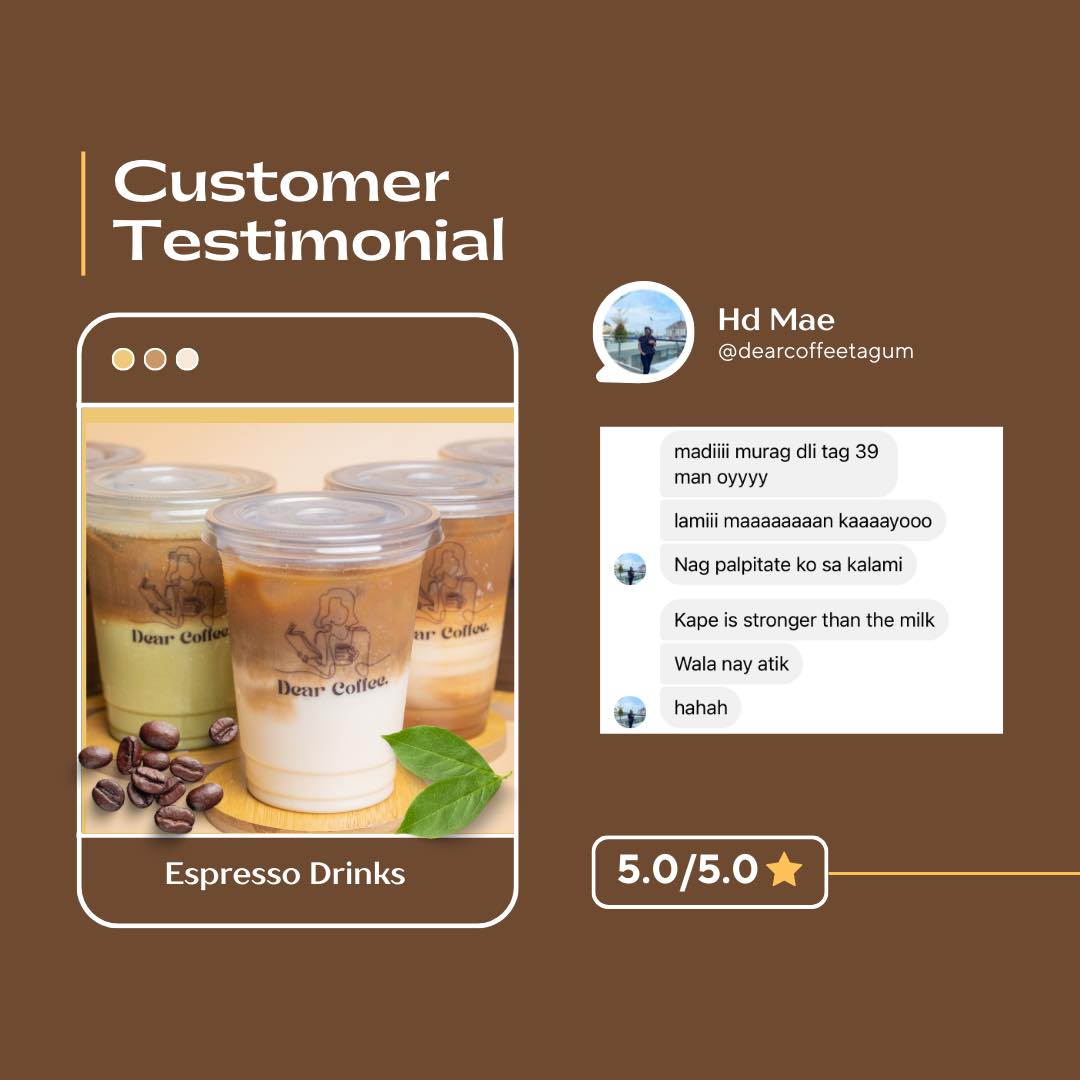 Customer
Testimonial
Hd Mae
@dearcoffeetagum
madiiii murag dli tag 39
man oyyyy
lamiii maaaaaaaan kaaaayooo
Nag palpitate ko sa kalami
Kape is stronger than the milk
Wala nay atik
hahah
Dear Coffee.
Dear Coffee.
ar Coffee.
Espresso Drinks
5.0/5.0